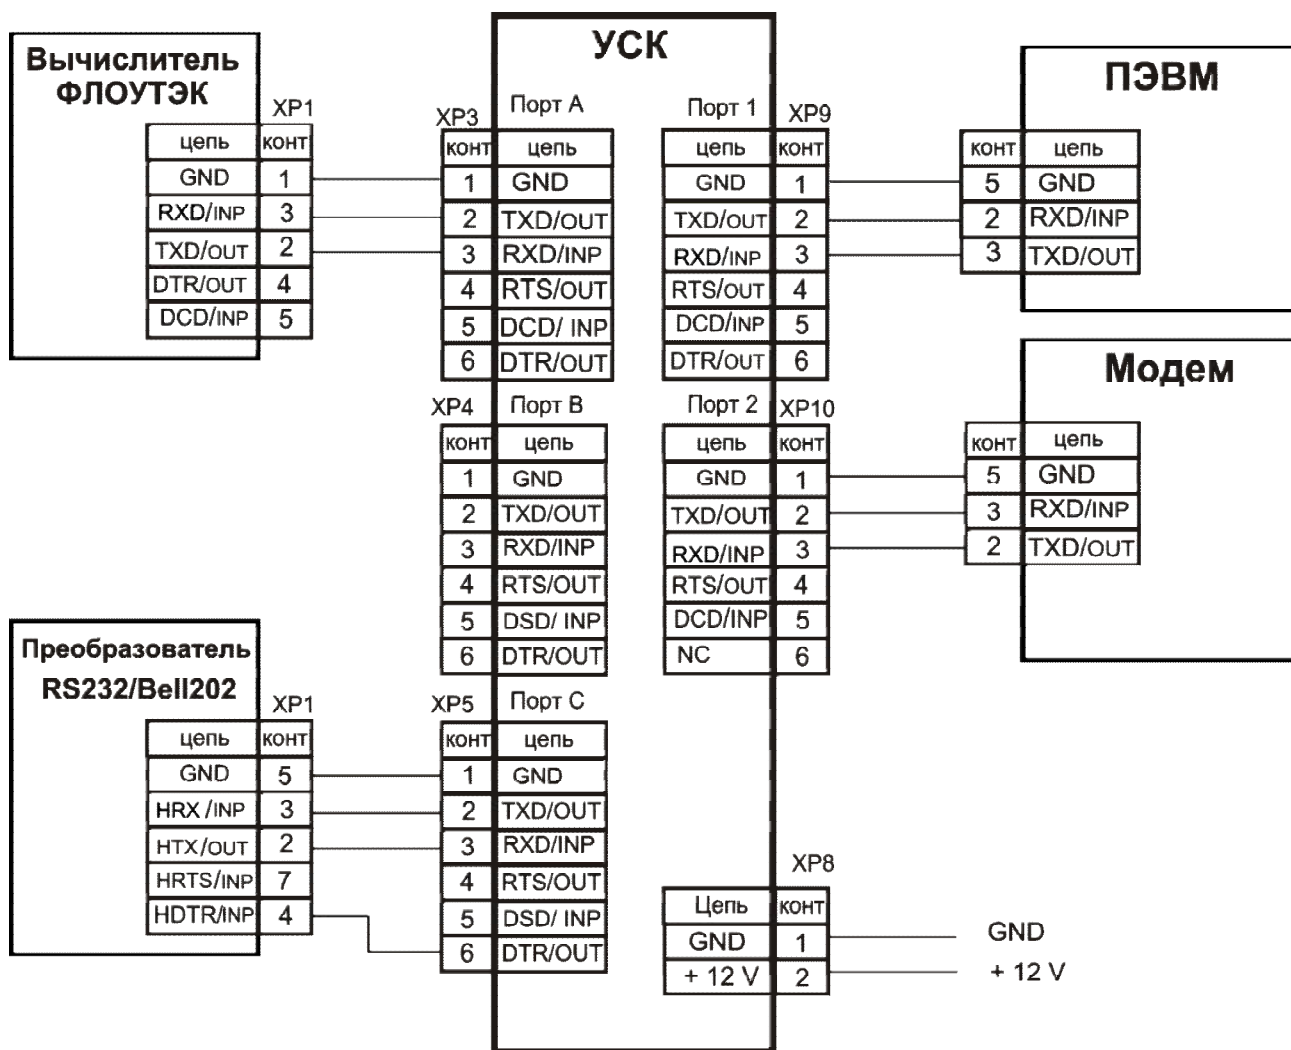 Вычислитель
ФЛОУТЭК
XP1
цепь конт
GND 1
RXD/INP 3
TXD/OUT 2
DTR/OUT 4
DCD/INP 5
УСК
XP3 Порт А
конт цепь
1 GND
2 TXD/OUT
3 RXD/INP
4 RTS/OUT
5 DCD/ INP
6 DTR/OUT
Порт 1 XP9
цепь конт
GND 1
TXD/OUT 2
RXD/INP 3
RTS/OUT 4
DCD/INP 5
DTR/OUT 6
ПЭВМ
конт цепь
5 GND
2 RXD/INP
3 TXD/OUT
XP4 Порт В
конт цепь
1 GND
2 TXD/OUT
3 RXD/INP
4 RTS/OUT
5 DSD/ INP
6 DTR/OUT
Порт 2 XP10
Цепь конт
GND 1
TXD/OUT 2
RXD/INP 3
RTS/OUT 4
DCD/INP 5
NC 6
Модем
конт цепь
5 GND
3 RXD/INP
2 TXD/OUT
Преобразователь
RS232/Bell202
XP1
цепь конт
GND 5
HRX /INP 3
HTX/OUT 2
HRTS/INP 7
HDTR/INP 4
XP5 Порт С
конт цепь
1 GND
2 TXD/OUT
3 RXD/INP
4 RTS/OUT
5 DSD/ INP
6 DTR/OUT
XP8
Цепь конт
GND 1 GND
+ 12 V 2 + 12 V